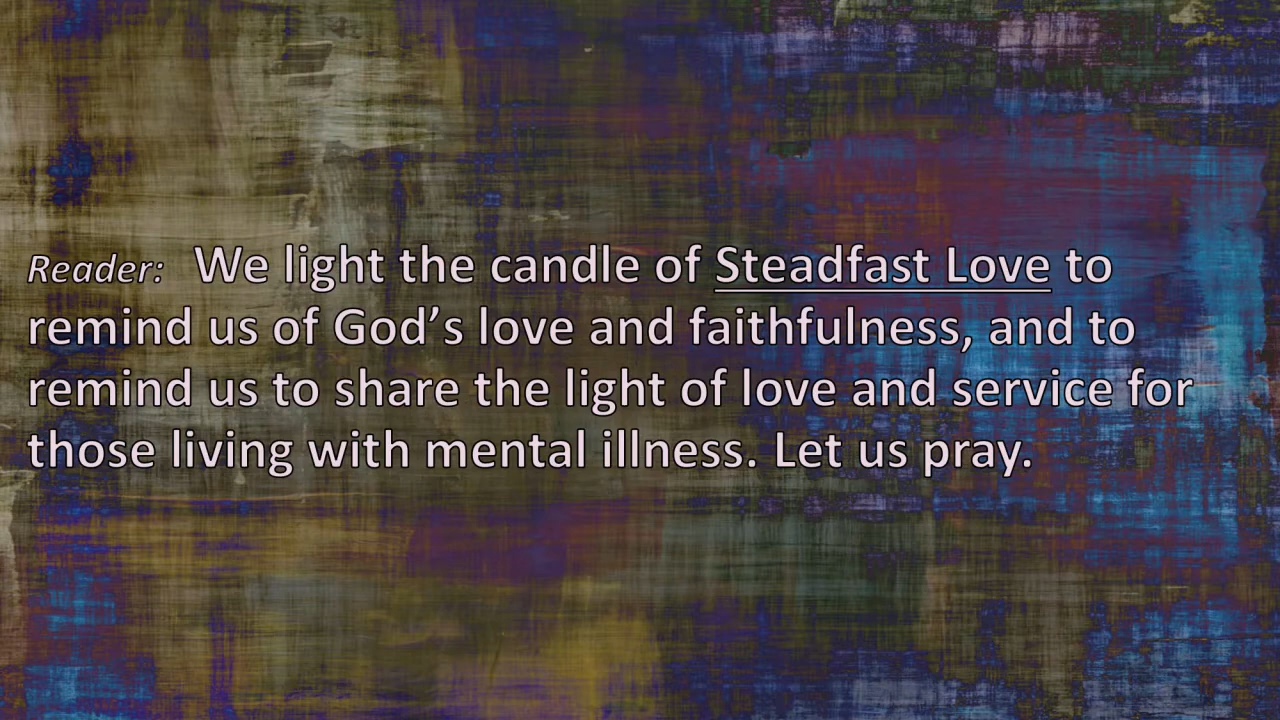 Reader: We light the candle of Steadfast Love to
remind us of God’s love and faithfulness, and to
remind us to share the light of love and service for
those living with mental illness. Let us pray.